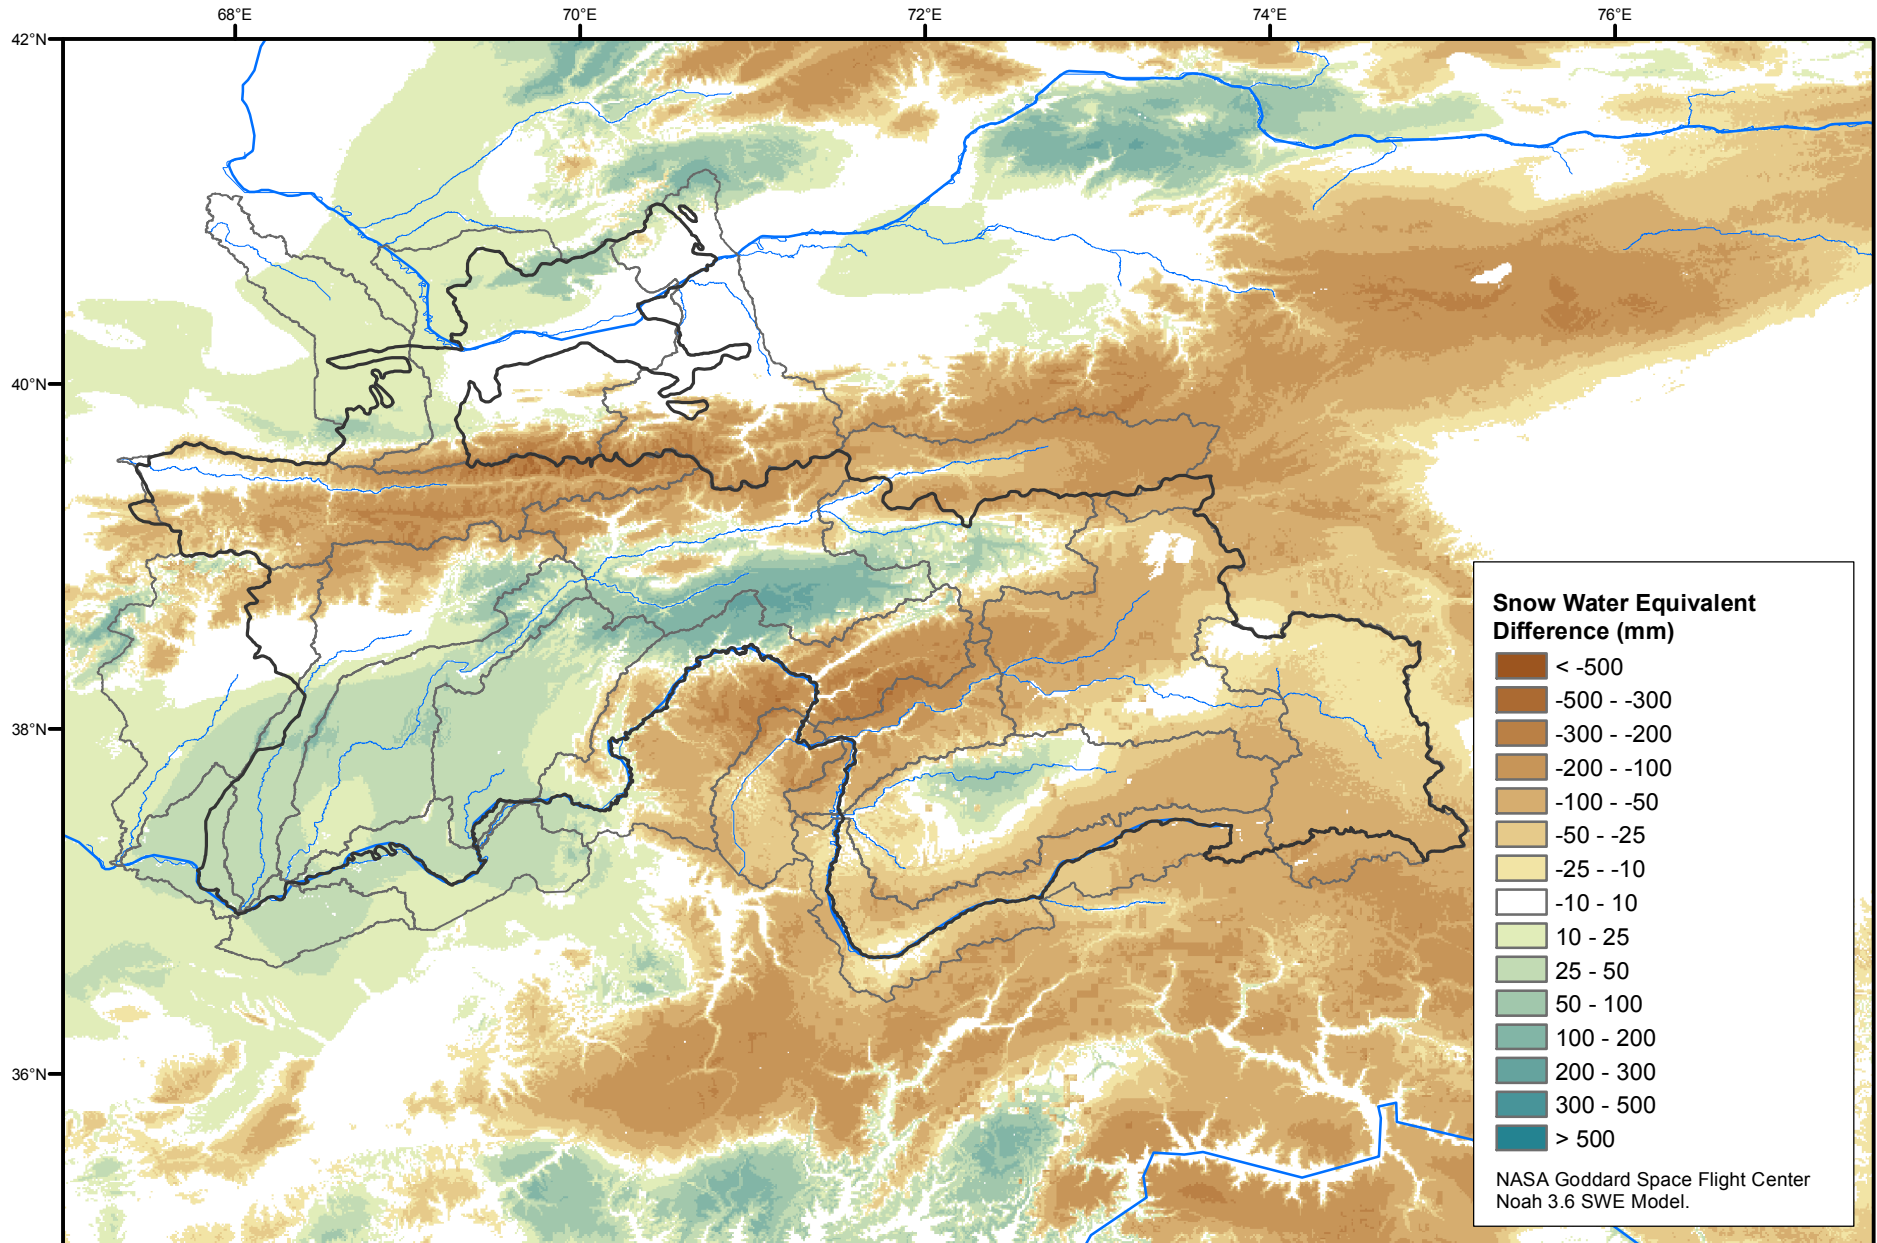 68°E 70°E 72°E 74°E 76°E
42°N
40°N
38°N
36°N
Snow Water Equivalent
Difference (mm)
< -500
-500 - -300
-300 - -200
-200 - -100
-100 - -50
-50 - -25
-25 - -10
-10 - 10
10 - 25
25 - 50
50 - 100
100 - 200
200 - 300
300 - 500
> 500
NASA Goddard Space Flight Center
Noah 3.6 SWE Model.